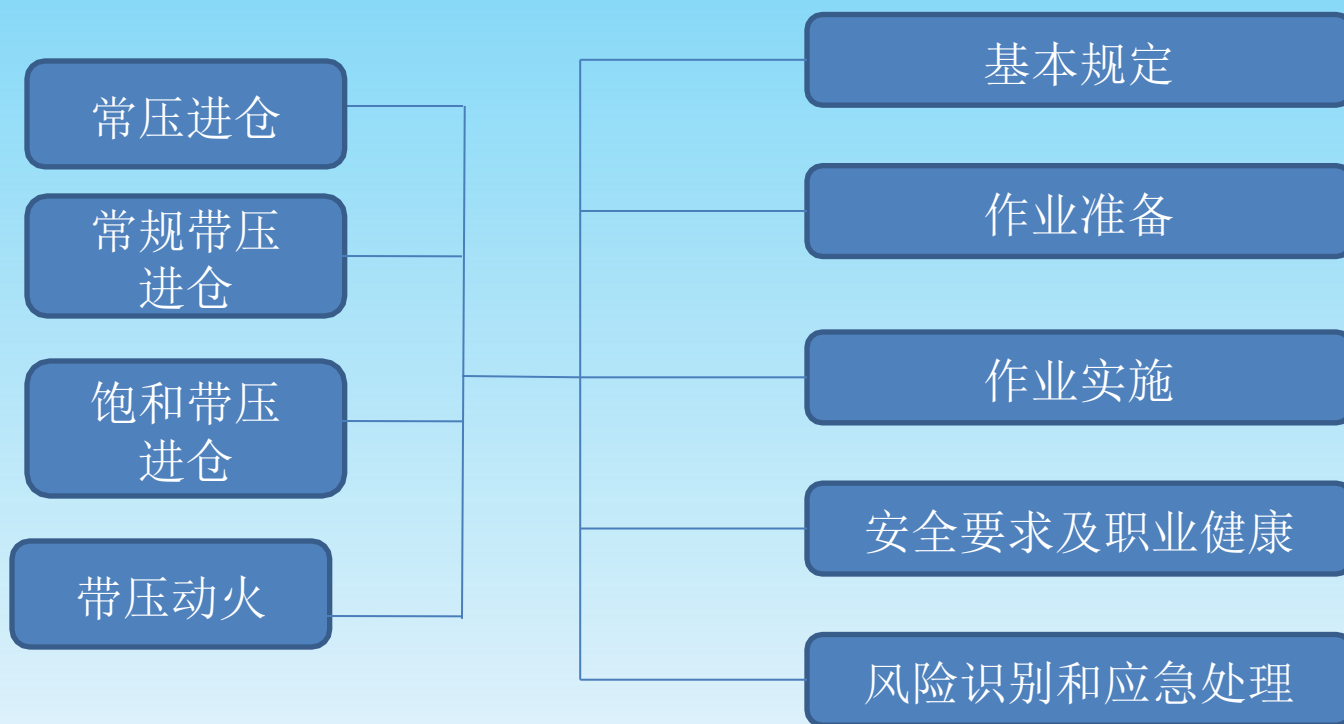 常压进仓
常规带压
进仓
饱和带压
进仓
带压动火
基本规定
作业准备
作业实施
安全要求及职业健康
风险识别和应急处理